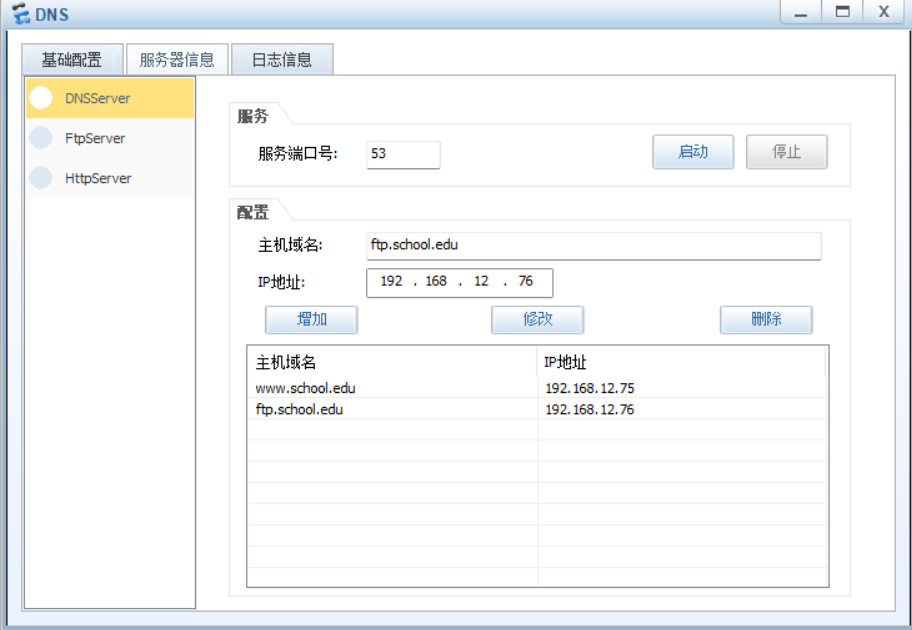 DNS
X
基础配置 服务器信息 日志信息
DNSServer
FtpServer
HttpServer
服务
服务端口号: 53 启动 停止
配置
主机域名: ftp.school.edu
IP地址: 192 . 168 . 12 . 76
增加 修改 删除
主机域名 IP地址
www.school.edu 192.168.12.75
ftp.school.edu 192.168.12.76